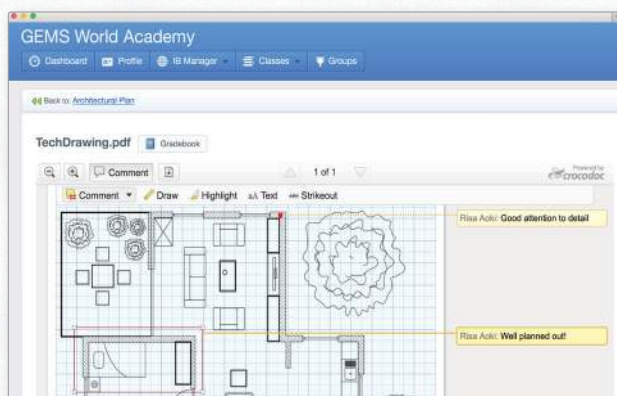 GEMS World Academy
Dashboard Profile IB Manager Classes Groups
Back to: Architectural Plan
TechDrawing.pdf Gradebook
Comment 1 of 1 Powered by
crocodoc
Comment Draw Highlight aA Text abc Strikeout
Risa Aoki: Good attention to detail
Risa Aoki: Well planned out!